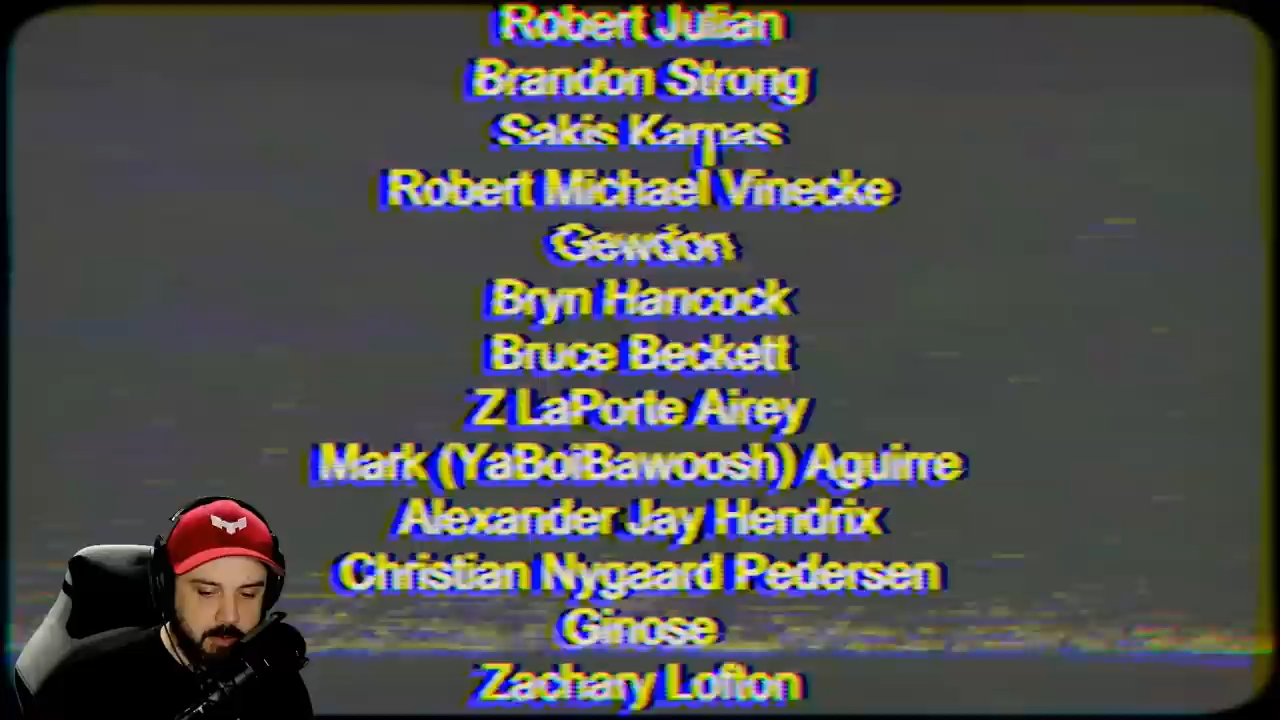 Robert Julian
Brandon Strong
Sakis Karpas
Robert Michael Vinecke
Gewdon
Bryn Hancock
Bruce Beckett
Z LaPorte Airey
Mark (YaBoiBawoosh) Aguirre
Alexander Jay Hendrix
Christian Nygaard Pedersen
Ginose
Zachary Lofton